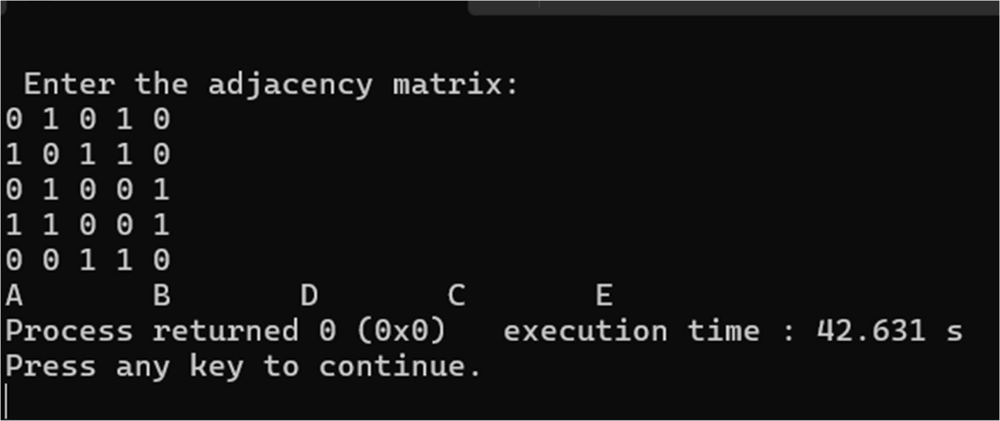 Enter the adjacency matrix:
0 1 0 1 0
1 0 1 1 0
0 1 0 0 1
1 1 0 0 1
0 0 1 1 0
A       B       D       C       E
Process returned 0 (0x0)   execution time : 42.631 s
Press any key to continue.